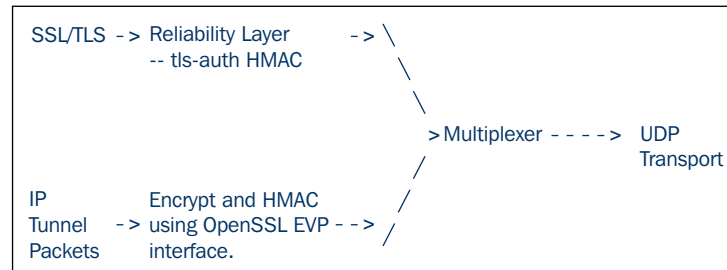 SSL/TLS -> Reliability Layer -> \
-- tls-auth HMAC \
\
\
> Multiplexer ----> UDP
/ Transport
IP Encrypt and HMAC /
Tunnel -> using OpenSSL EVP --> /
Packets interface. /